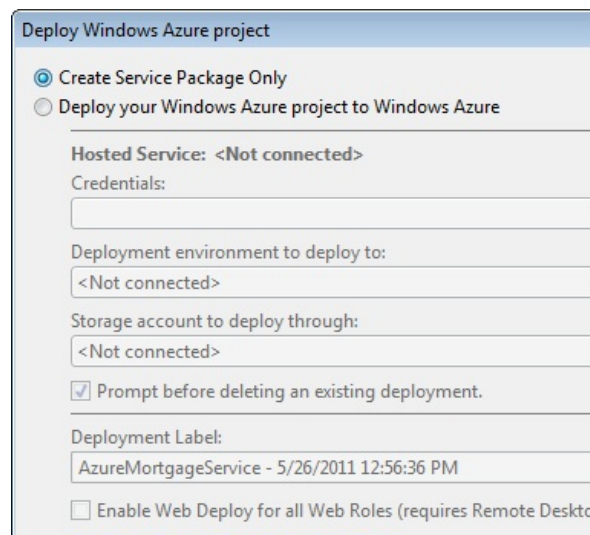 Deploy Windows Azure project
Create Service Package Only
Deploy your Windows Azure project to Windows Azure
Hosted Service: <Not connected>
Credentials:
Deployment environment to deploy to:
<Not connected>
Storage account to deploy through:
<Not connected>
Prompt before deleting an existing deployment.
Deployment Label:
AzureMortgageService - 5/26/2011 12:56:36 PM
Enable Web Deploy for all Web Roles (requires Remote Deskto